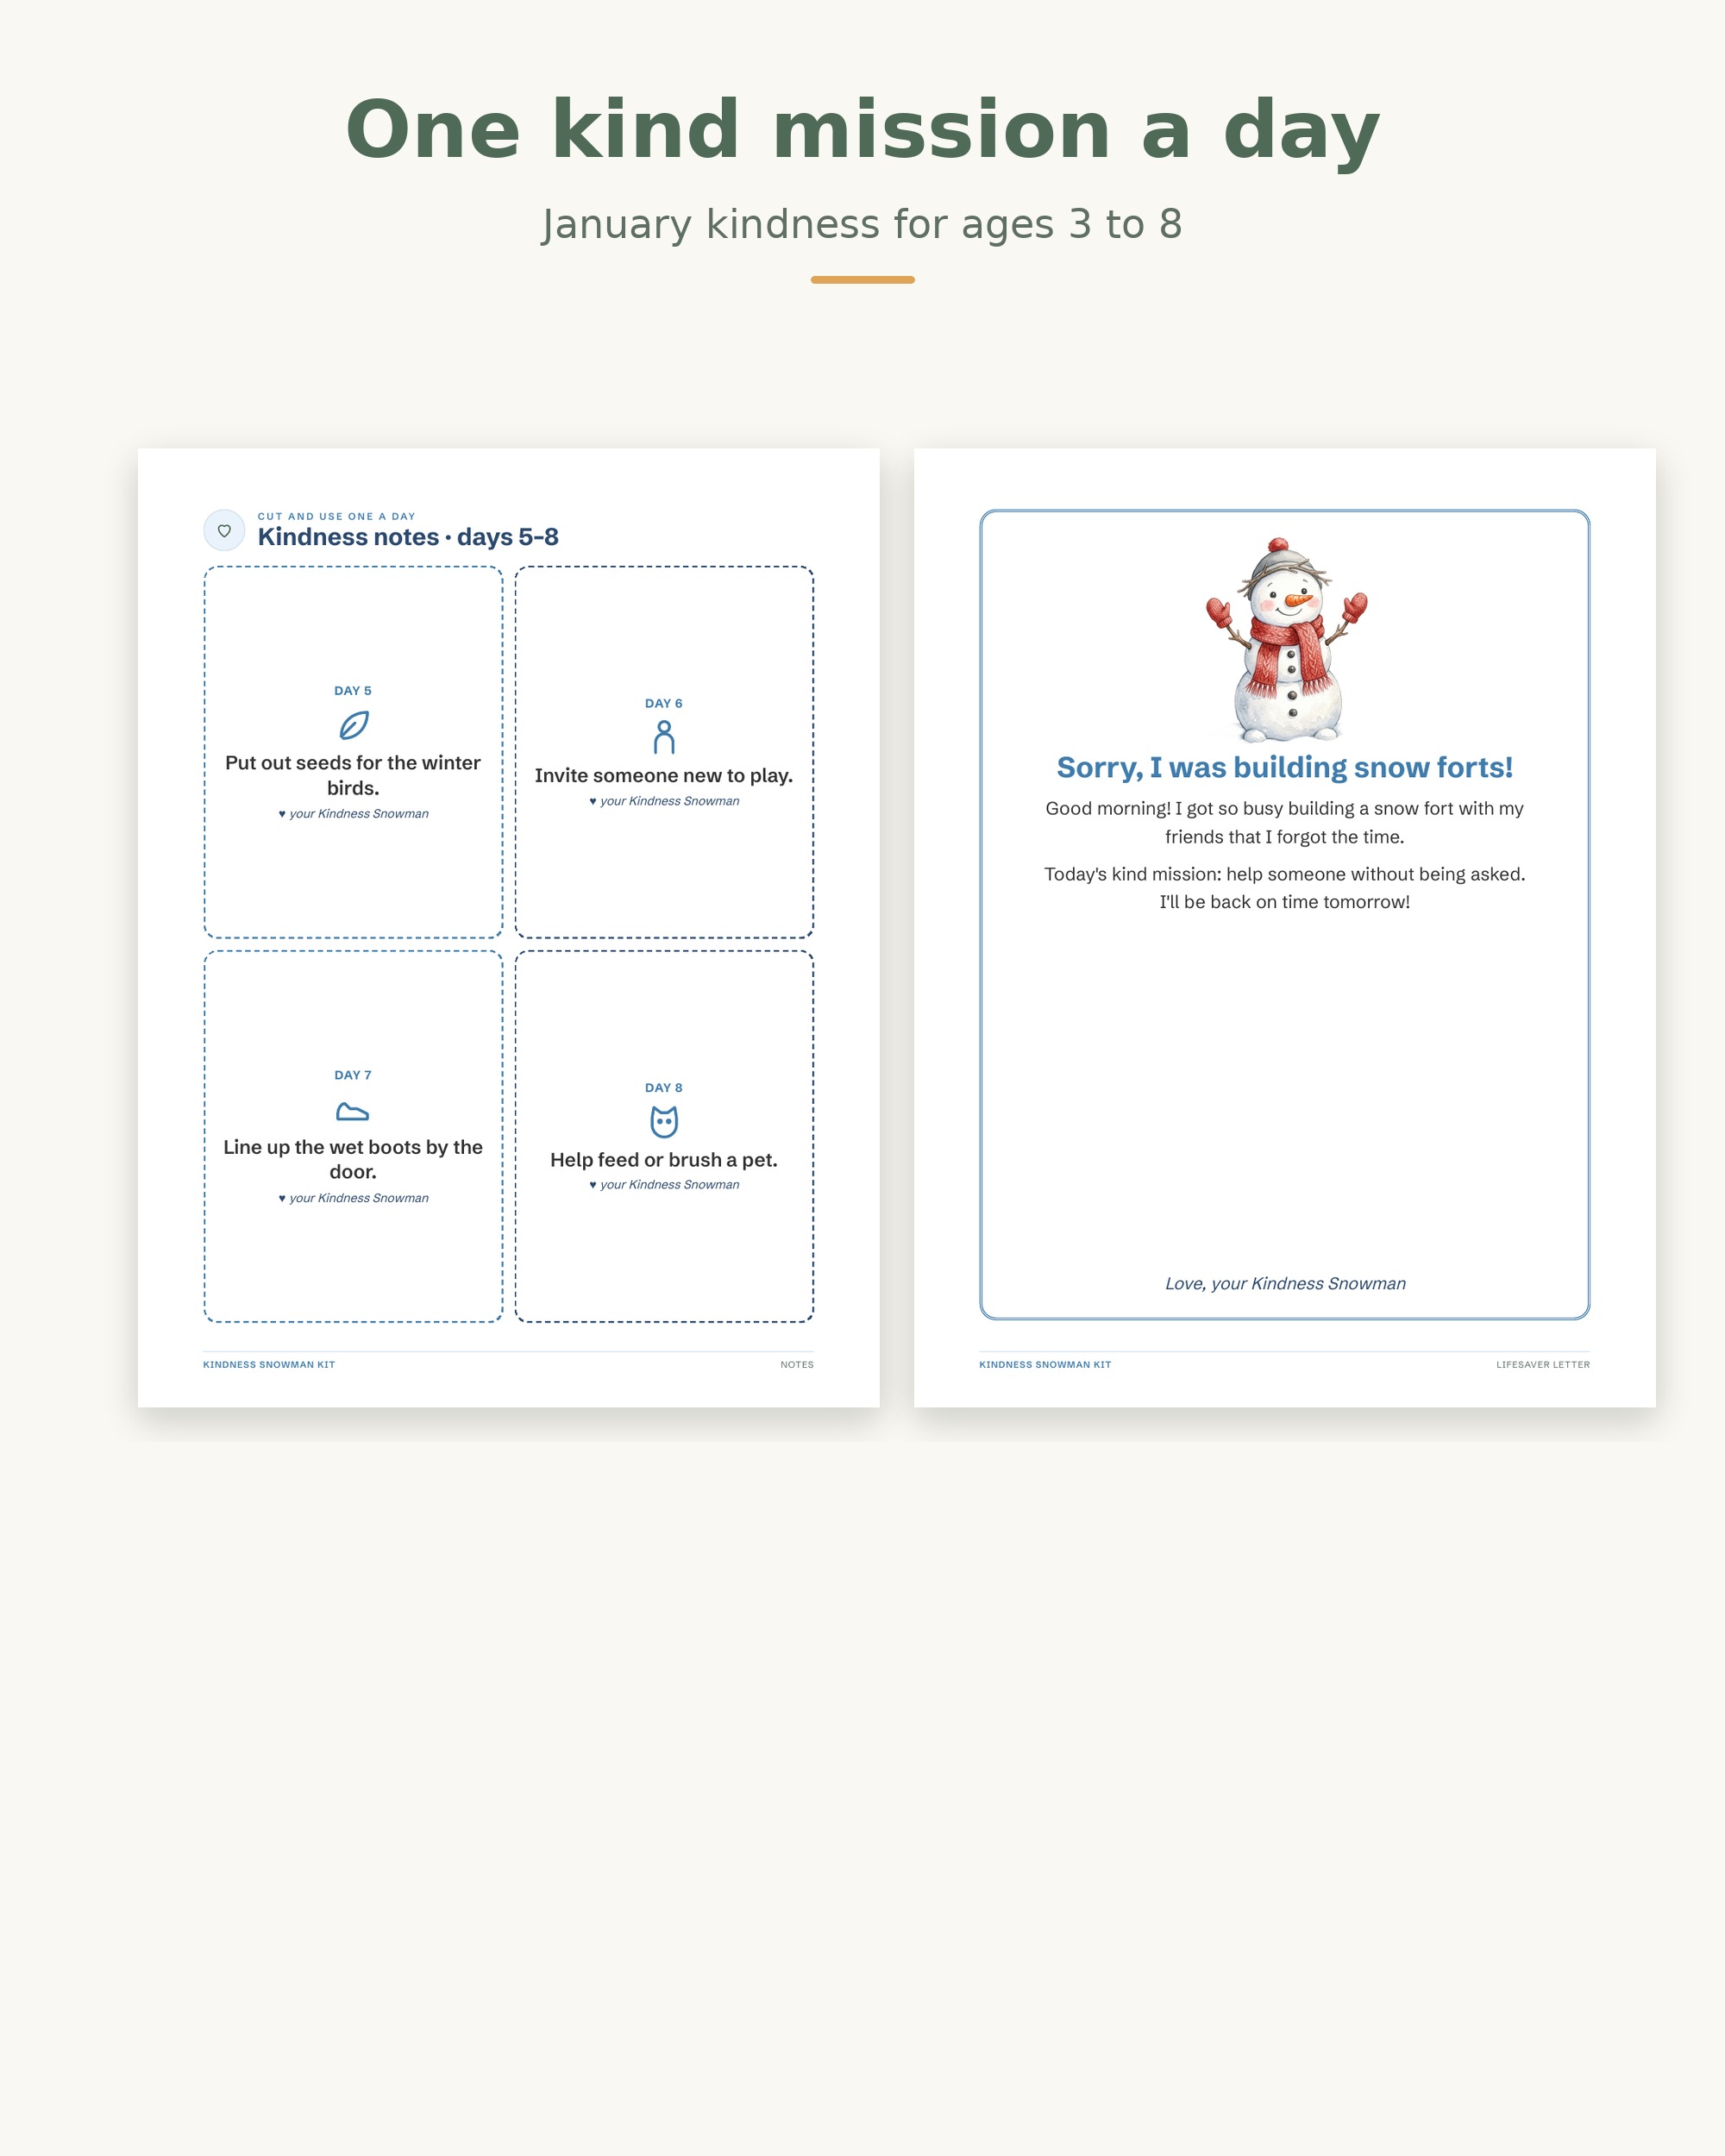 One kind mission a day
January kindness for ages 3 to 8
CUT AND USE ONE A DAY
Kindness notes · days 5–8
DAY 5
Put out seeds for the winter
birds.
♥ your Kindness Snowman
DAY 6
Invite someone new to play.
♥ your Kindness Snowman
DAY 7
Line up the wet boots by the
door.
♥ your Kindness Snowman
DAY 8
Help feed or brush a pet.
♥ your Kindness Snowman
KINDNESS SNOWMAN KIT
NOTES
Sorry, I was building snow forts!
Good morning! I got so busy building a snow fort with my
friends that I forgot the time.
Today's kind mission: help someone without being asked.
I'll be back on time tomorrow!
Love, your Kindness Snowman
KINDNESS SNOWMAN KIT
LIFESAVER LETTER